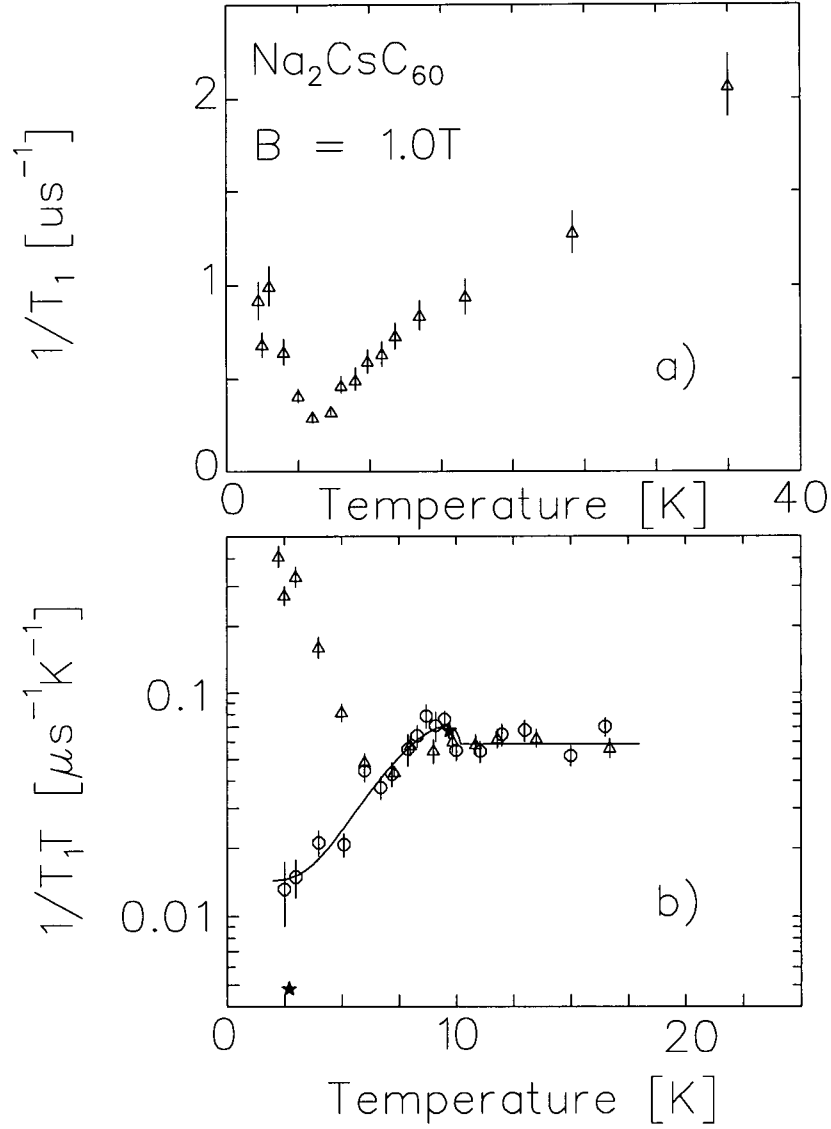 Na₂CsC₆₀
B = 1.0T
1/T₁ [us⁻¹]
2
1
0
a)
0
Temperature [K]
40
1/T₁T [μs⁻¹K⁻¹]
0.1
0.01
b)
0
10
20
Temperature [K]